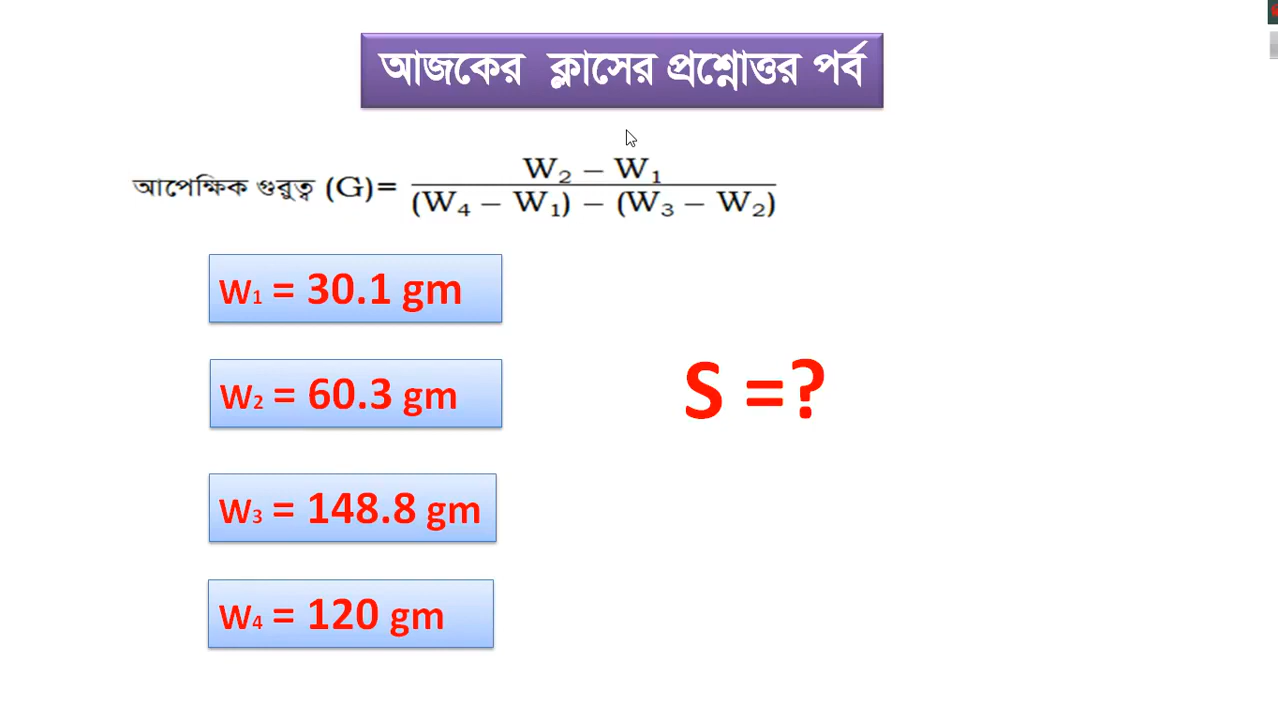 আজকের ক্লাসের প্রশ্নোত্তর পর্ব
আপেক্ষিক গুরুত্ব (G)= W₂ − W₁ / (W₄ − W₁) − (W₃ − W₂)
W₁ = 30.1 gm
W₂ = 60.3 gm
S =?
W₃ = 148.8 gm
W₄ = 120 gm